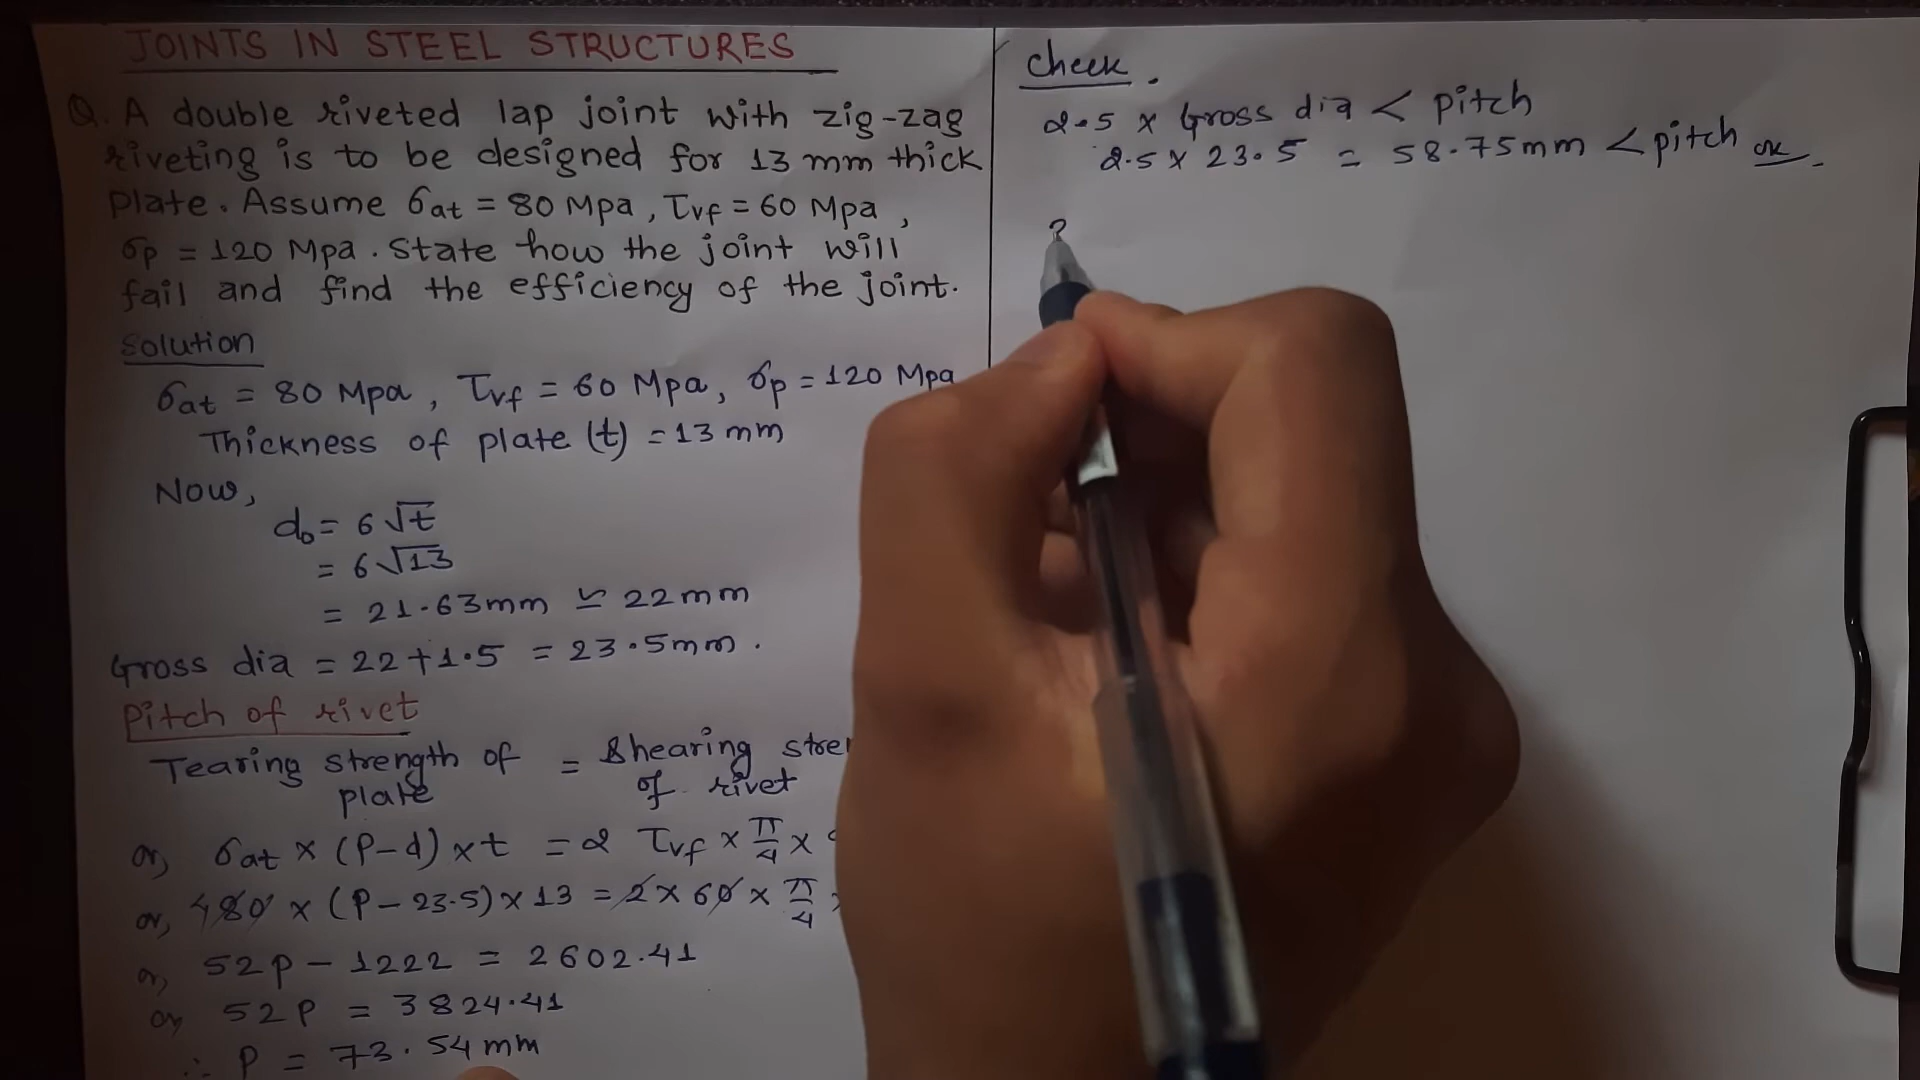 JOINTS IN STEEL STRUCTURES
Q. A double riveted lap joint with zig-zag
riveting is to be designed for 13 mm thick
plate. Assume σat = 80 Mpa, τvf = 60 Mpa,
σp = 120 Mpa. State how the joint will
fail and find the efficiency of the joint.
Solution
σat = 80 Mpa, τvf = 60 Mpa, σp = 120 Mpa
Thickness of plate (t) = 13 mm
Now,
do = 6√t
= 6√13
= 21.63mm ≃ 22mm
Gross dia = 22+1.5 = 23.5mm.
Pitch of rivet
Tearing strength of = Shearing
plate of rivet
or, σat × (P-d) × t = 2 τvf × π/4 ×
or, 480 × (P-23.5) × 13 = 2 × 60 × π/4
or, 52P - 1222 = 2602.41
or, 52P = 3824.41
∴ P = 73.54mm
Check.
2.5 × Gross dia < pitch
2.5 × 23.5 = 58.75mm < pitch ok.